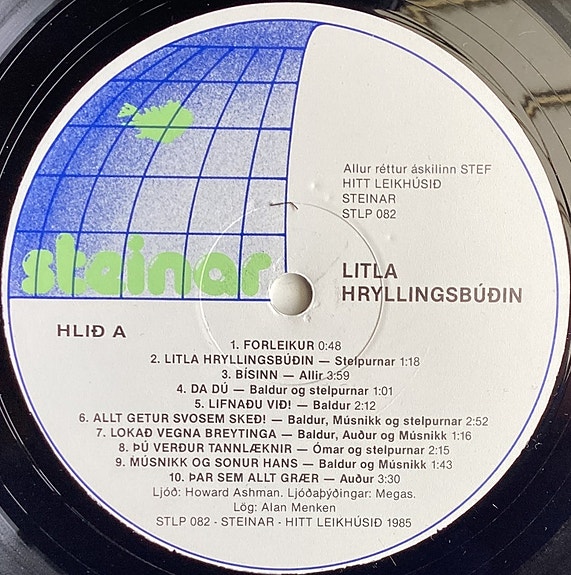 Allur réttur áskilinn STEF
HITT LEIKHÚSIÐ
STEINAR
STLP 082
steinar
LITLA
HRYLLINGSBÚÐIN
HLIÐ A
1. FORLEIKUR 0:48
2. LITLA HRYLLINGSBÚÐIN — Stelpurnar 1:18
3. BÍSINN — Allir 3:59
4. DA DÚ — Baldur og stelpurnar 1:01
5. LIFNAÐU VIÐ! — Baldur 2:12
6. ALLT GETUR SVOSEM SKEÐ! — Baldur, Músnikk og stelpurnar 2:52
7. LOKAÐ VEGNA BREYTINGA — Baldur, Auður og Músnikk 1:16
8. ÞÚ VERÐUR TANNLÆKNIR — Ómar og stelpurnar 2:15
9. MÚSNIKK OG SONUR HANS — Baldur og Músnikk 1:43
10. ÞAR SEM ALLT GRÆR — Auður 3:30
Ljóð: Howard Ashman. Ljóðaþýðingar: Megas.
Lög: Alan Menken
STLP 082 - STEINAR - HITT LEIKHÚSIÐ 1985